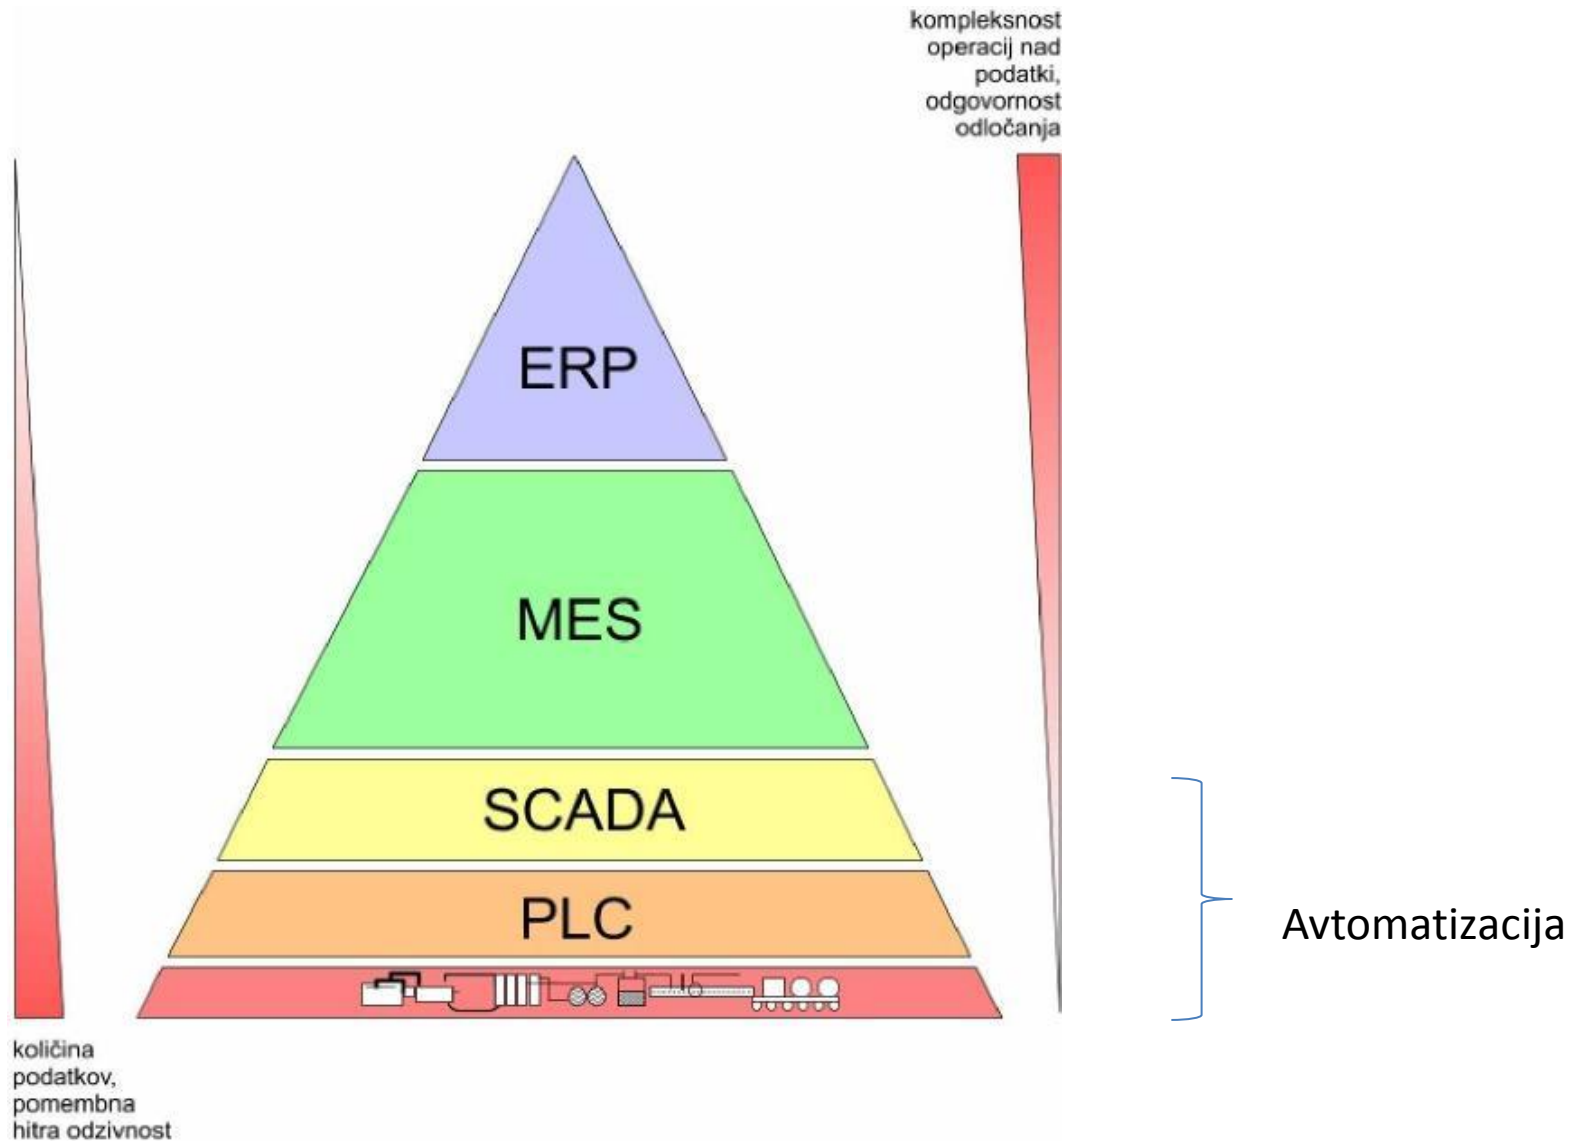 kompleksnost
operacij nad
podatki,
odgovornost
odločanja
ERP
MES
SCADA
PLC
Avtomatizacija
količina
podatkov,
pomembna
hitra odzivnost